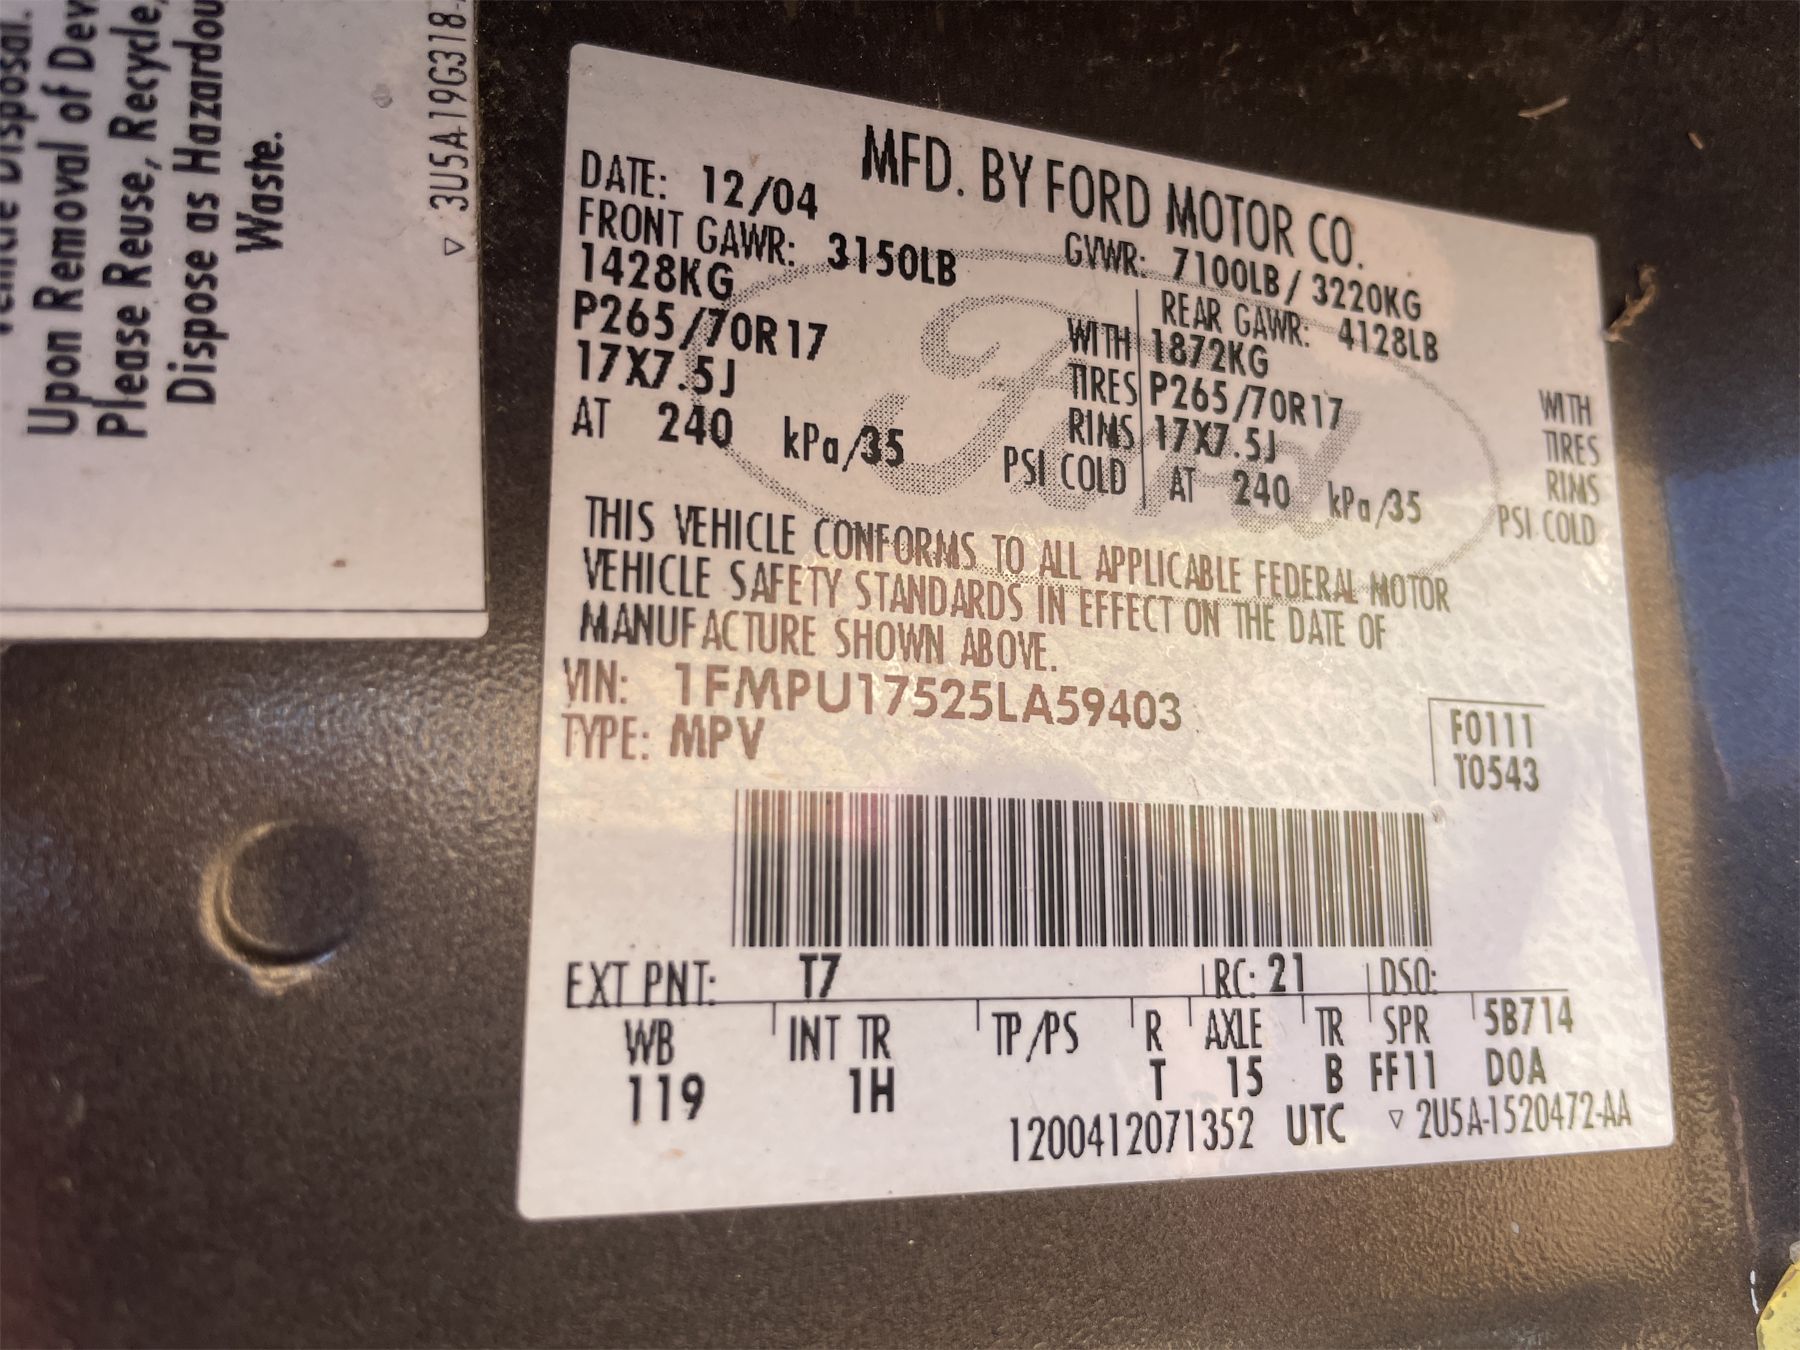 Vehicle Disposal.
Upon Removal of Dev
Please Reuse, Recycle,
Dispose as Hazardou
Waste.
▽ 3U5A19G318-
MFD. BY FORD MOTOR CO.
DATE: 12/04
GVWR: 7100LB / 3220KG
FRONT GAWR: 3150LB
REAR GAWR: 4128LB
1428KG WITH
1872KG WITH
P265/70R17 TIRES
P265/70R17 TIRES
17X7.5J RIMS
17X7.5J RIMS
AT 240 kPa/35 PSI COLD
AT 240 kPa/35 PSI COLD
Ford
THIS VEHICLE CONFORMS TO ALL APPLICABLE FEDERAL MOTOR
VEHICLE SAFETY STANDARDS IN EFFECT ON THE DATE OF
MANUFACTURE SHOWN ABOVE.
VIN: 1FMPU17525LA59403
TYPE: MPV
F0111
T0543
EXT PNT: T7 RC: 21 DSO:
WB INT TR TP/PS R AXLE TR SPR 5B714
119 1H T 15 B FF11 DOA
1200412071352 UTC ▽ 2U5A-1520472-AA